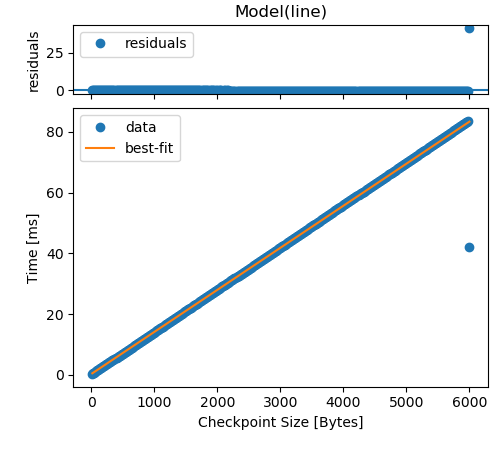 Model(line)
residuals
25
0
residuals
data
best-fit
Time [ms]
80
60
40
20
0
0 1000 2000 3000 4000 5000 6000
Checkpoint Size [Bytes]